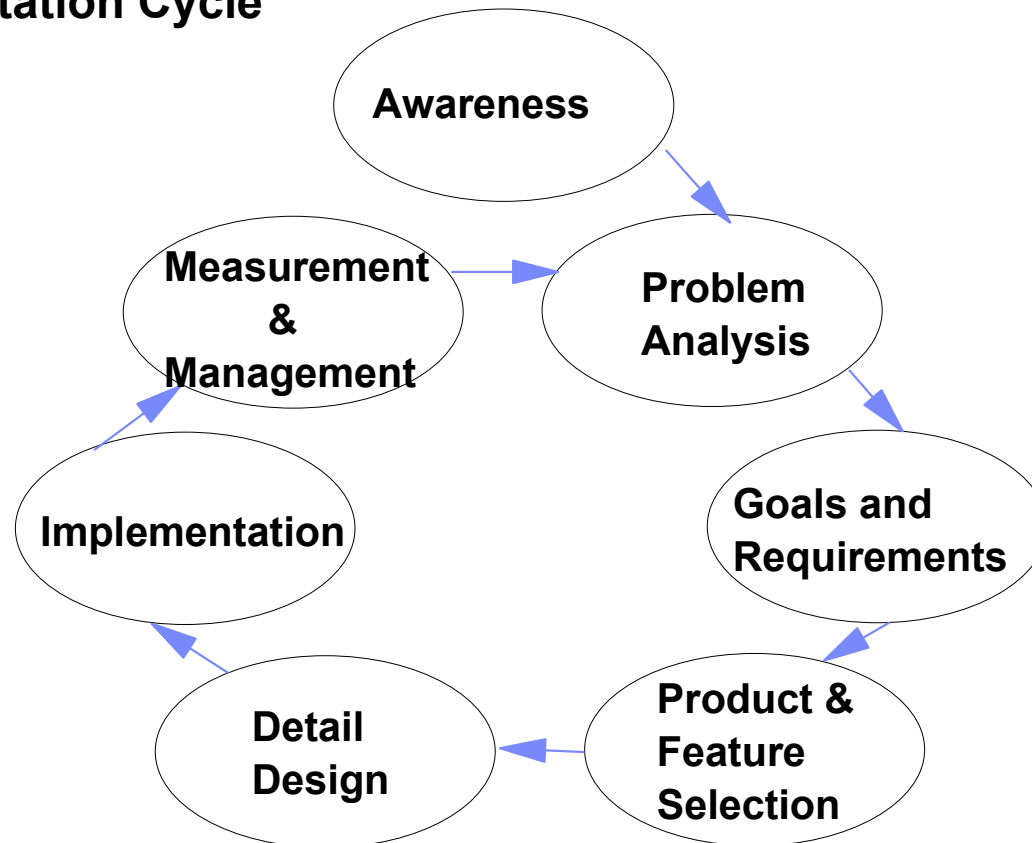 tation Cycle
Awareness
Measurement
&
Management
Problem
Analysis
Goals and
Requirements
Implementation
Product &
Feature
Selection
Detail
Design